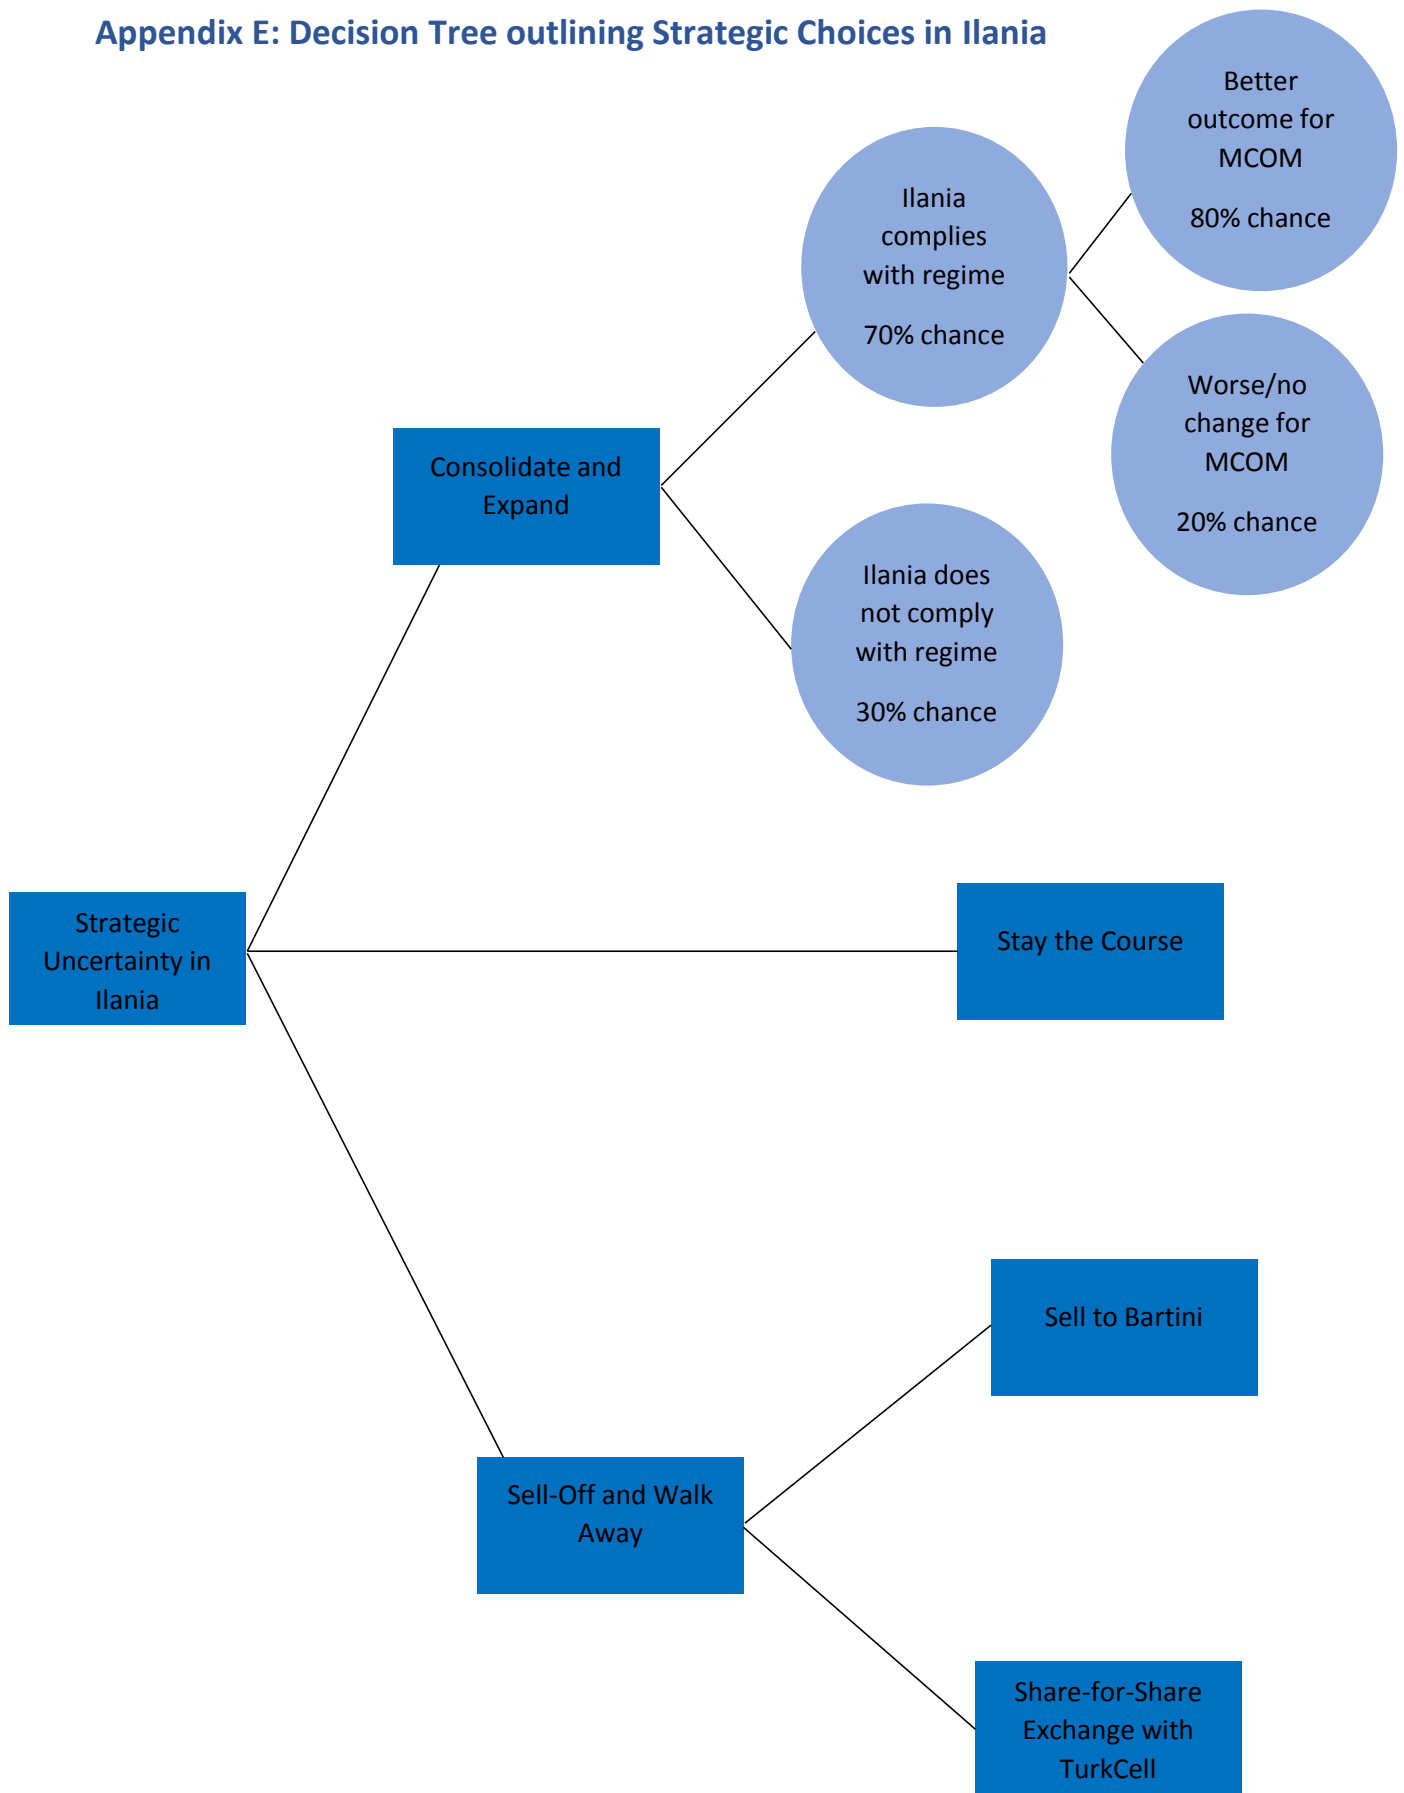 Appendix E: Decision Tree outlining Strategic Choices in Ilania
Better
outcome for
MCOM
80% chance
Ilania
complies
with regime
70% chance
Worse/no
change for
MCOM
20% chance
Consolidate and
Expand
Ilania does
not comply
with regime
30% chance
Strategic
Uncertainty in
Ilania
Stay the Course
Sell to Bartini
Sell-Off and Walk
Away
Share-for-Share
Exchange with
TurkCell